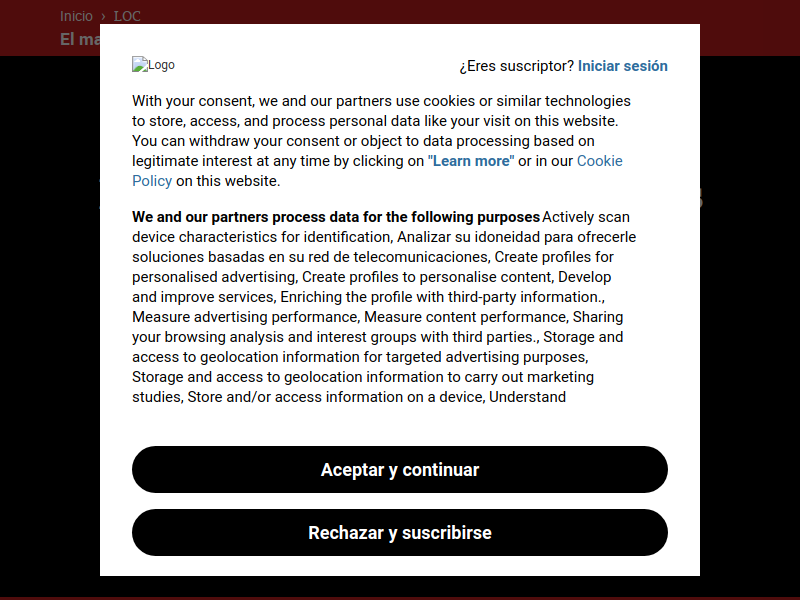 Inicio › LOC
El ma
Logo
¿Eres suscriptor? Iniciar sesión
With your consent, we and our partners use cookies or similar technologies
to store, access, and process personal data like your visit on this website.
You can withdraw your consent or object to data processing based on
legitimate interest at any time by clicking on "Learn more" or in our Cookie
Policy on this website.
We and our partners process data for the following purposes Actively scan
device characteristics for identification, Analizar su idoneidad para ofrecerle
soluciones basadas en su red de telecomunicaciones, Create profiles for
personalised advertising, Create profiles to personalise content, Develop
and improve services, Enriching the profile with third-party information.,
Measure advertising performance, Measure content performance, Sharing
your browsing analysis and interest groups with third parties., Storage and
access to geolocation information for targeted advertising purposes,
Storage and access to geolocation information to carry out marketing
studies, Store and/or access information on a device, Understand
Aceptar y continuar
Rechazar y suscribirse